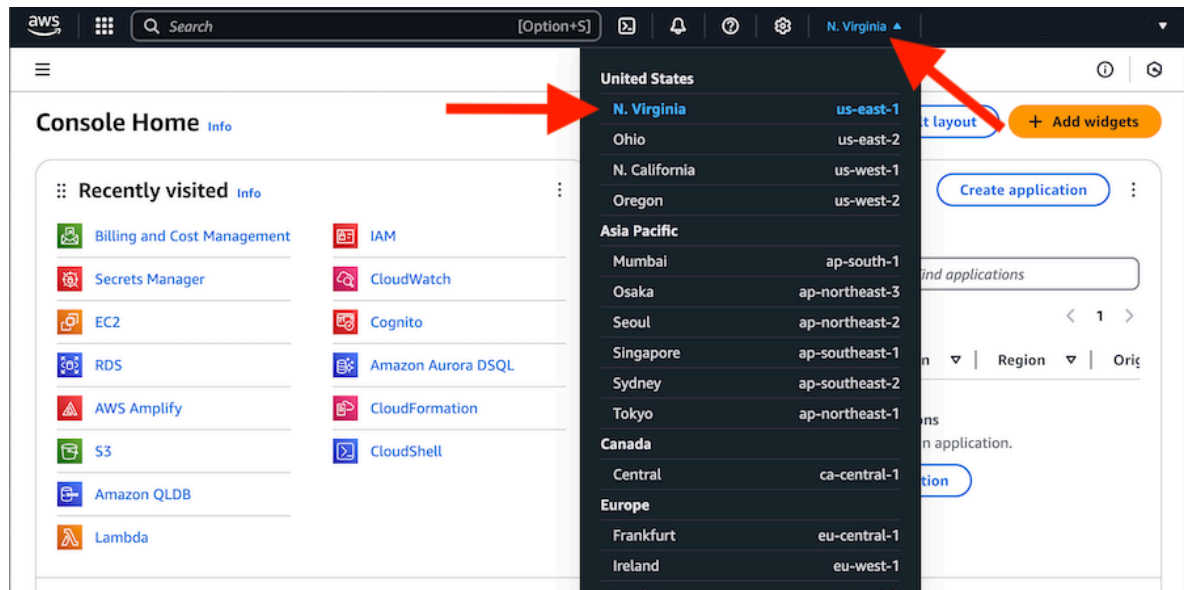 aws
Search [Option+S]
N. Virginia
Console Home Info
t layout
+ Add widgets
Recently visited Info
Billing and Cost Management
Secrets Manager
EC2
RDS
AWS Amplify
S3
Amazon QLDB
Lambda
IAM
CloudWatch
Cognito
Amazon Aurora DSQL
CloudFormation
CloudShell
United States
N. Virginia us-east-1
Ohio us-east-2
N. California us-west-1
Oregon us-west-2
Asia Pacific
Mumbai ap-south-1
Osaka ap-northeast-3
Seoul ap-northeast-2
Singapore ap-southeast-1
Sydney ap-southeast-2
Tokyo ap-northeast-1
Canada
Central ca-central-1
Europe
Frankfurt eu-central-1
Ireland eu-west-1
Create application
ind applications
1
n Region Orig
ns
n application.
tion